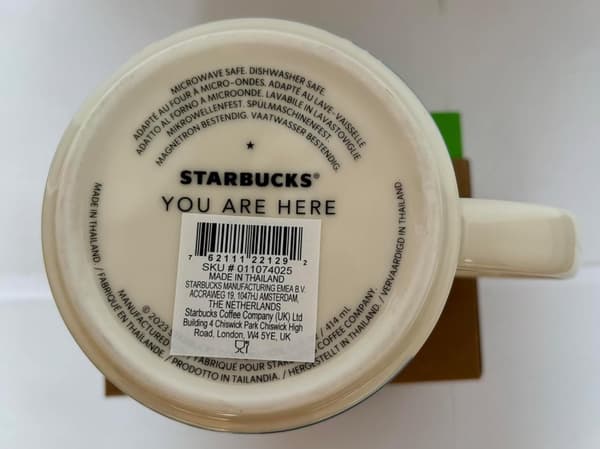 MICROWAVE SAFE. DISHWASHER SAFE.
ADAPTÉ AU FOUR À MICRO-ONDES. ADAPTÉ AU LAVE-VAISSELLE
ADATTO AL FORNO A MICROONDE. LAVABILE IN LAVASTOVIGLIE
MIKROWELLENFEST. SPÜLMASCHINENFEST.
MAGNETRON BESTENDIG. VAATWASSER BESTENDIG
STARBUCKS®
YOU ARE HERE
7 62111 22129 2
SKU # 011074025
MADE IN THAILAND
STARBUCKS MANUFACTURING EMEA B.V.
ACCRAWEG 19, 1047HJ AMSTERDAM,
THE NETHERLANDS
Starbucks Coffee Company (UK) Ltd
Building 4 Chiswick Park Chiswick High
Road, London, W4 5YE, UK
© 2023 / 414 mL
MANUFACTURED / FABRIQUÉ POUR COFFEE COMPANY.
MADE IN THAILAND / FABRIQUÉ EN THAÏLANDE / PRODOTTO IN TAILANDIA. / HERGESTELLT IN THAILAND / VERVAARDIGD IN THAILAND